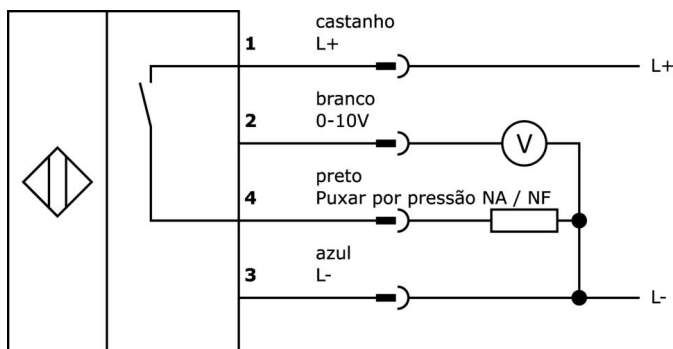 castanho
1 L+
L+
branco
2 0-10V
V
preto
4 Puxar por pressão NA / NF
azul
3 L-
L-